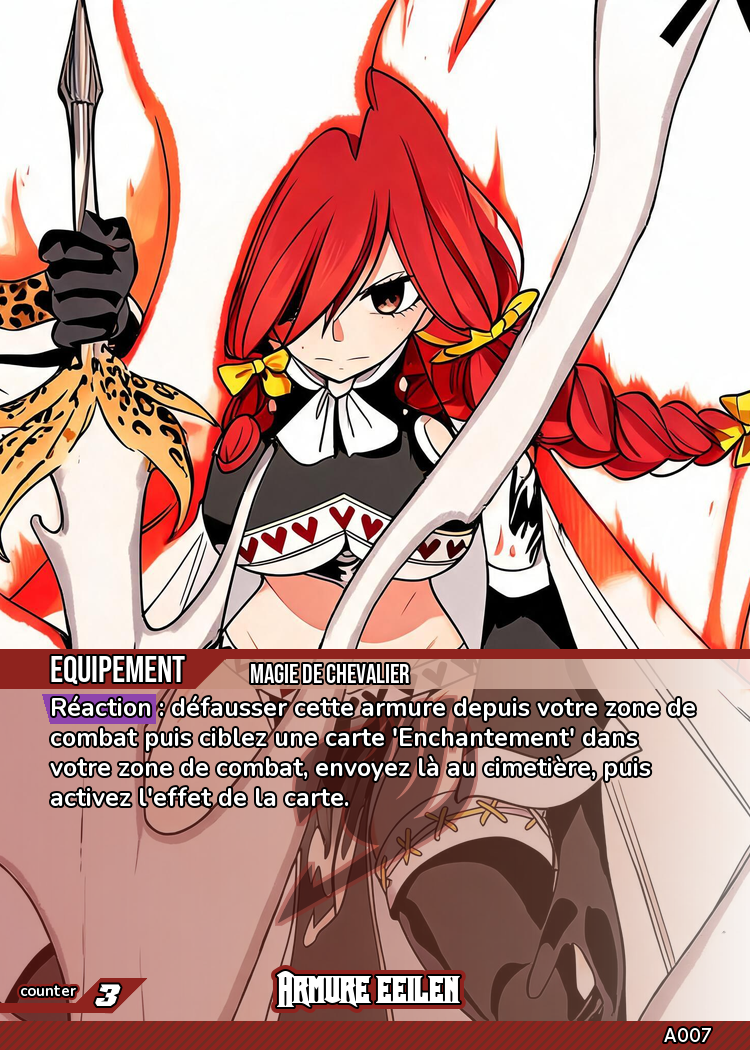 EQUIPEMENT
MAGIE DE CHEVALIER
Réaction : défausser cette armure depuis votre zone de
combat puis ciblez une carte 'Enchantement' dans
votre zone de combat, envoyez là au cimetière, puis
activez l'effet de la carte.
counter 3
ARMURE EEILEN
A007